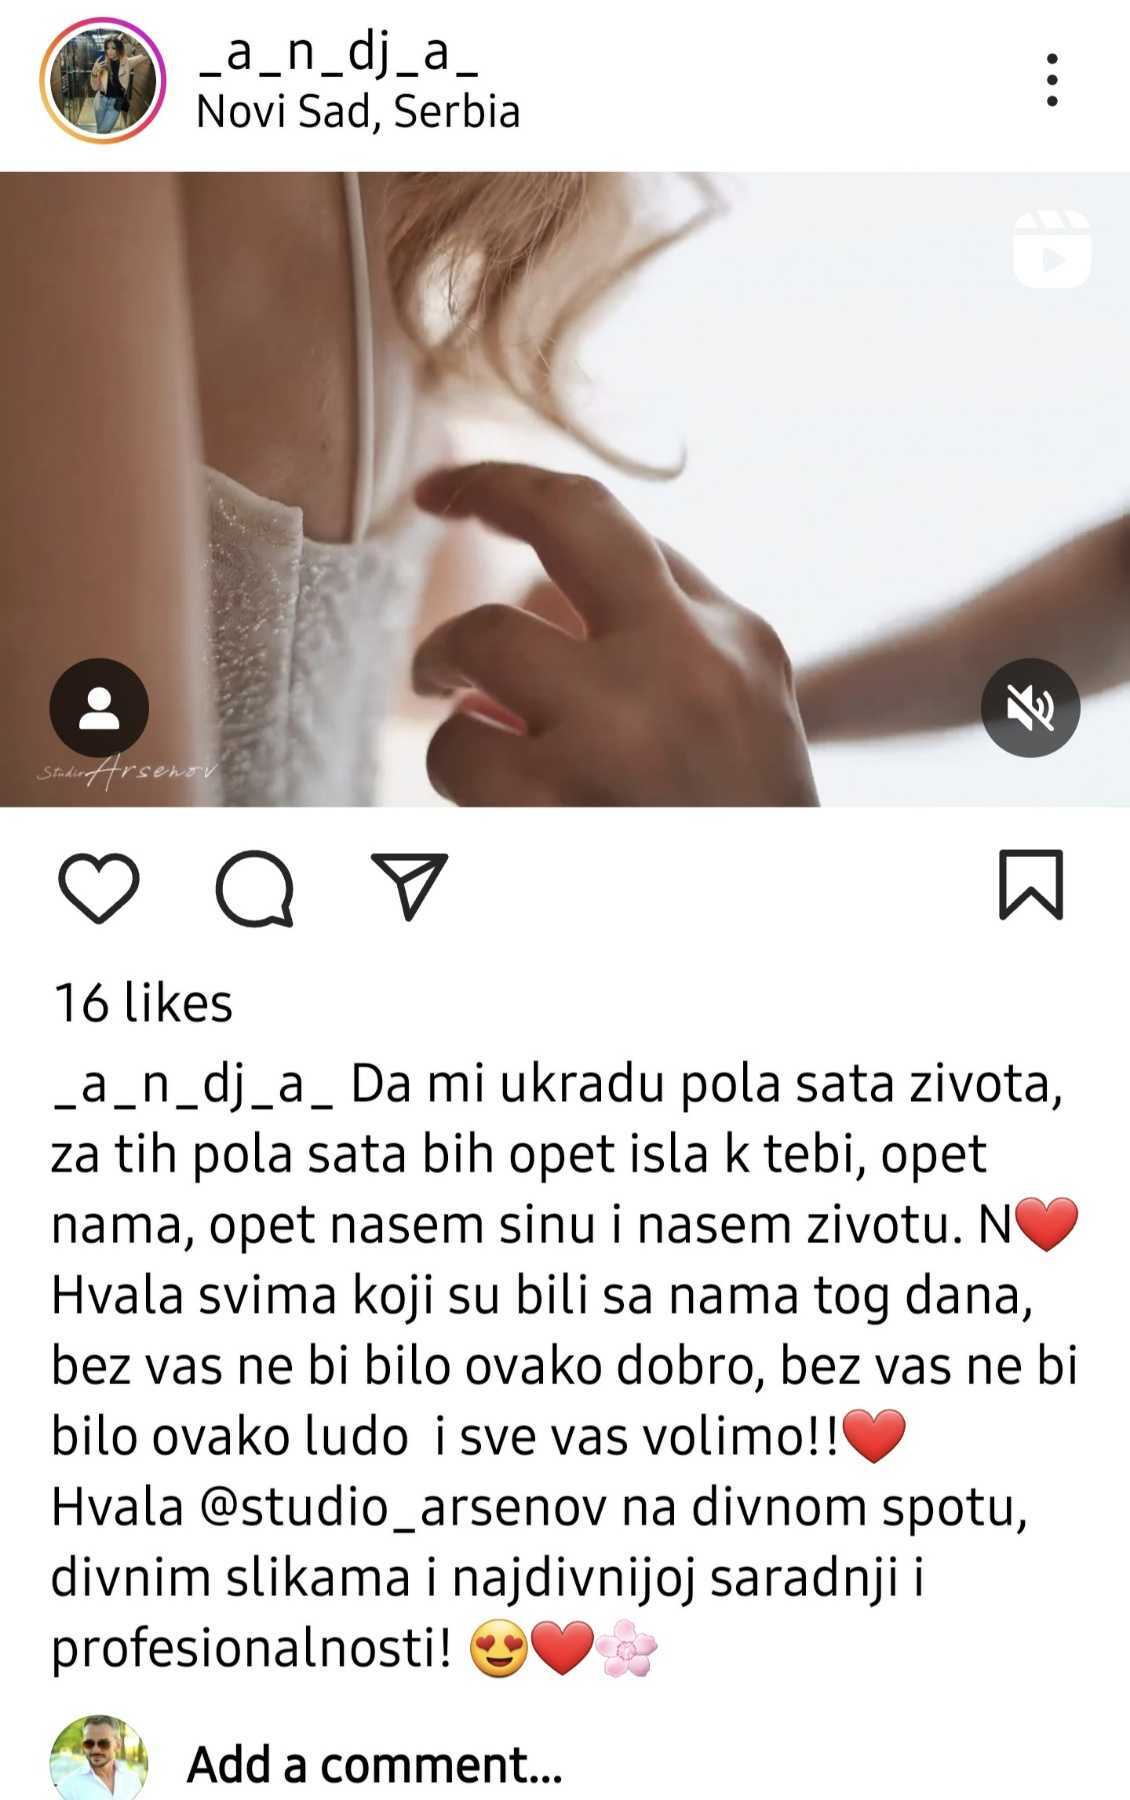 _a_n_dj_a_
Novi Sad, Serbia
Studio Arsenov
16 likes
_a_n_dj_a_ Da mi ukradu pola sata zivota,
za tih pola sata bih opet isla k tebi, opet
nama, opet nasem sinu i nasem zivotu. N❤️
Hvala svima koji su bili sa nama tog dana,
bez vas ne bi bilo ovako dobro, bez vas ne bi
bilo ovako ludo  i sve vas volimo!!❤️
Hvala @studio_arsenov na divnom spotu,
divnim slikama i najdivnijoj saradnji i
profesionalnosti! 😍❤️🌸
Add a comment...